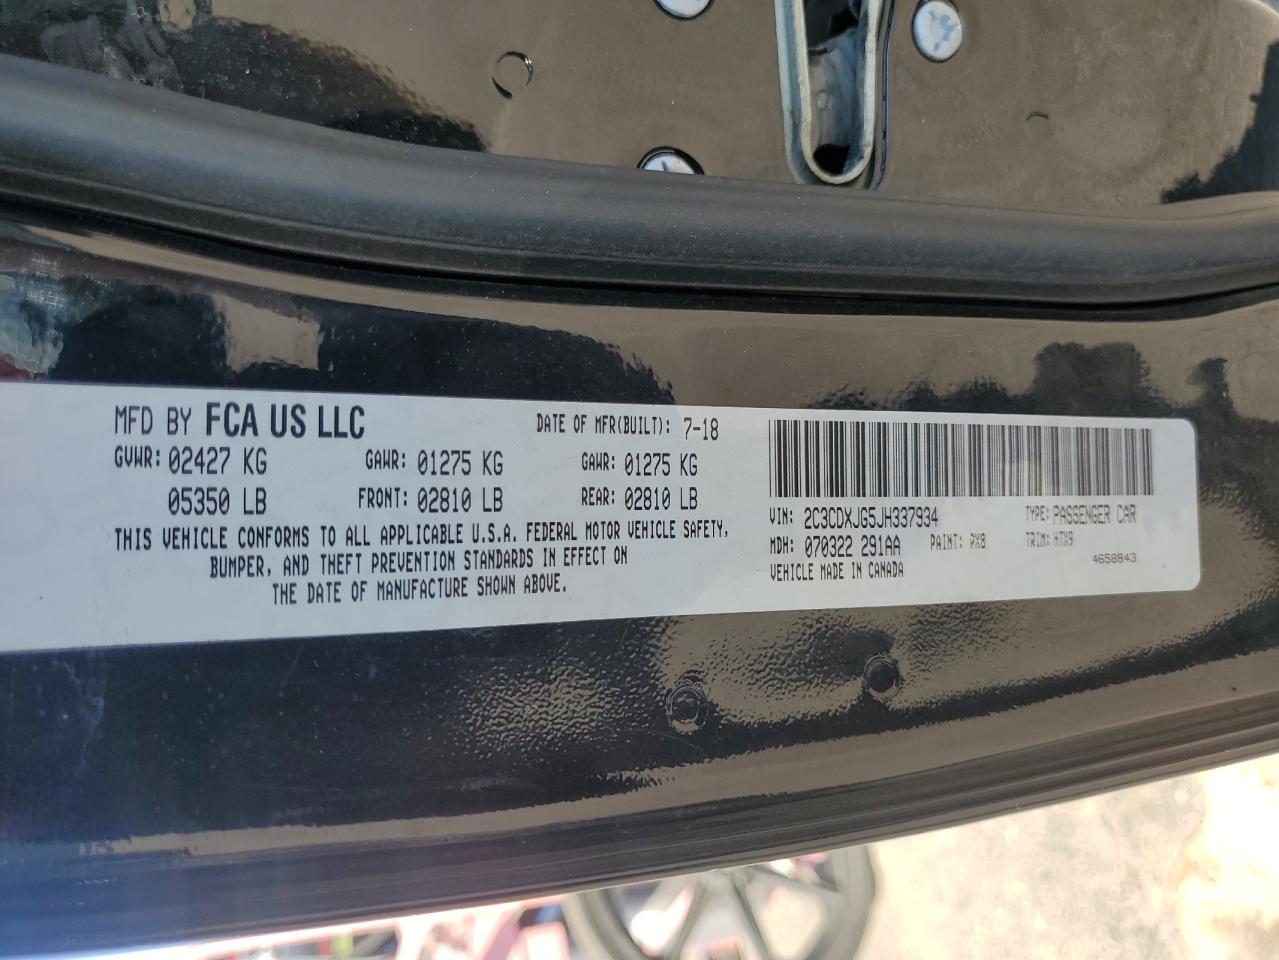 MFD BY FCA US LLC DATE OF MFR(BUILT): 7-18
GVWR: 02427 KG GAWR: 01275 KG GAWR: 01275 KG
05350 LB FRONT: 02810 LB REAR: 02810 LB
THIS VEHICLE CONFORMS TO ALL APPLICABLE U.S.A. FEDERAL MOTOR VEHICLE SAFETY,
BUMPER, AND THEFT PREVENTION STANDARDS IN EFFECT ON
THE DATE OF MANUFACTURE SHOWN ABOVE.
VIN: 2C3CDXJG5JH337934 TYPE: PASSENGER CAR
MDH: 070322 291AA PAINT: PX8 TRIM: HTX9
VEHICLE MADE IN CANADA 4658843